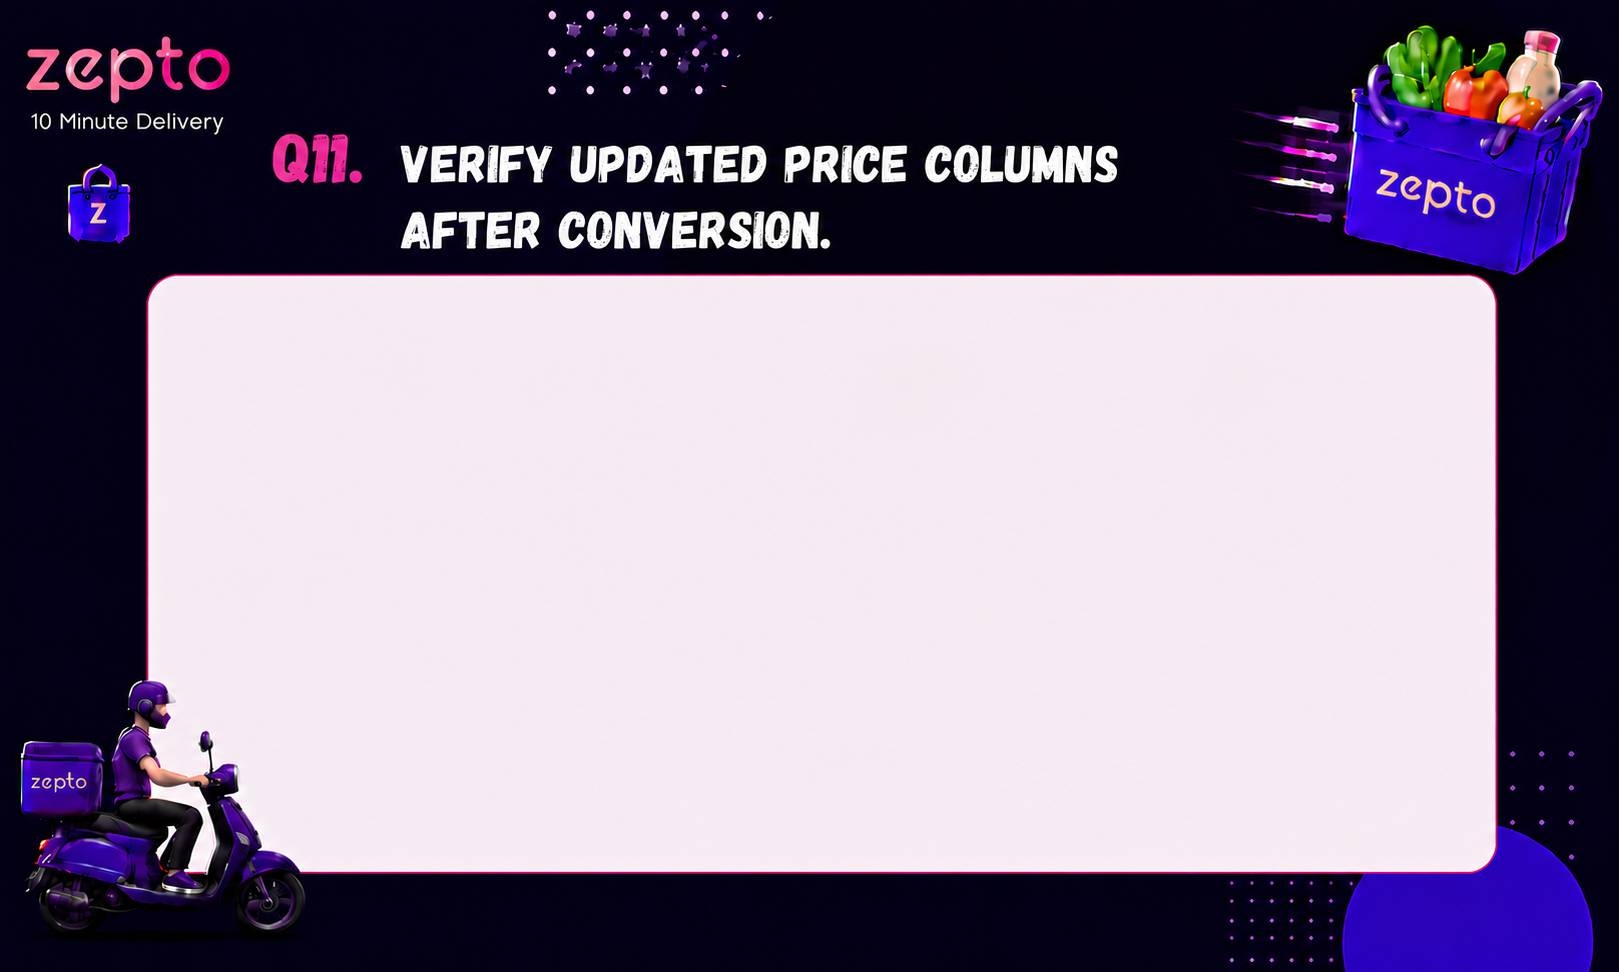 zepto
10 Minute Delivery
Z
Q11. VERIFY UPDATED PRICE COLUMNS
AFTER CONVERSION.
zepto
zepto